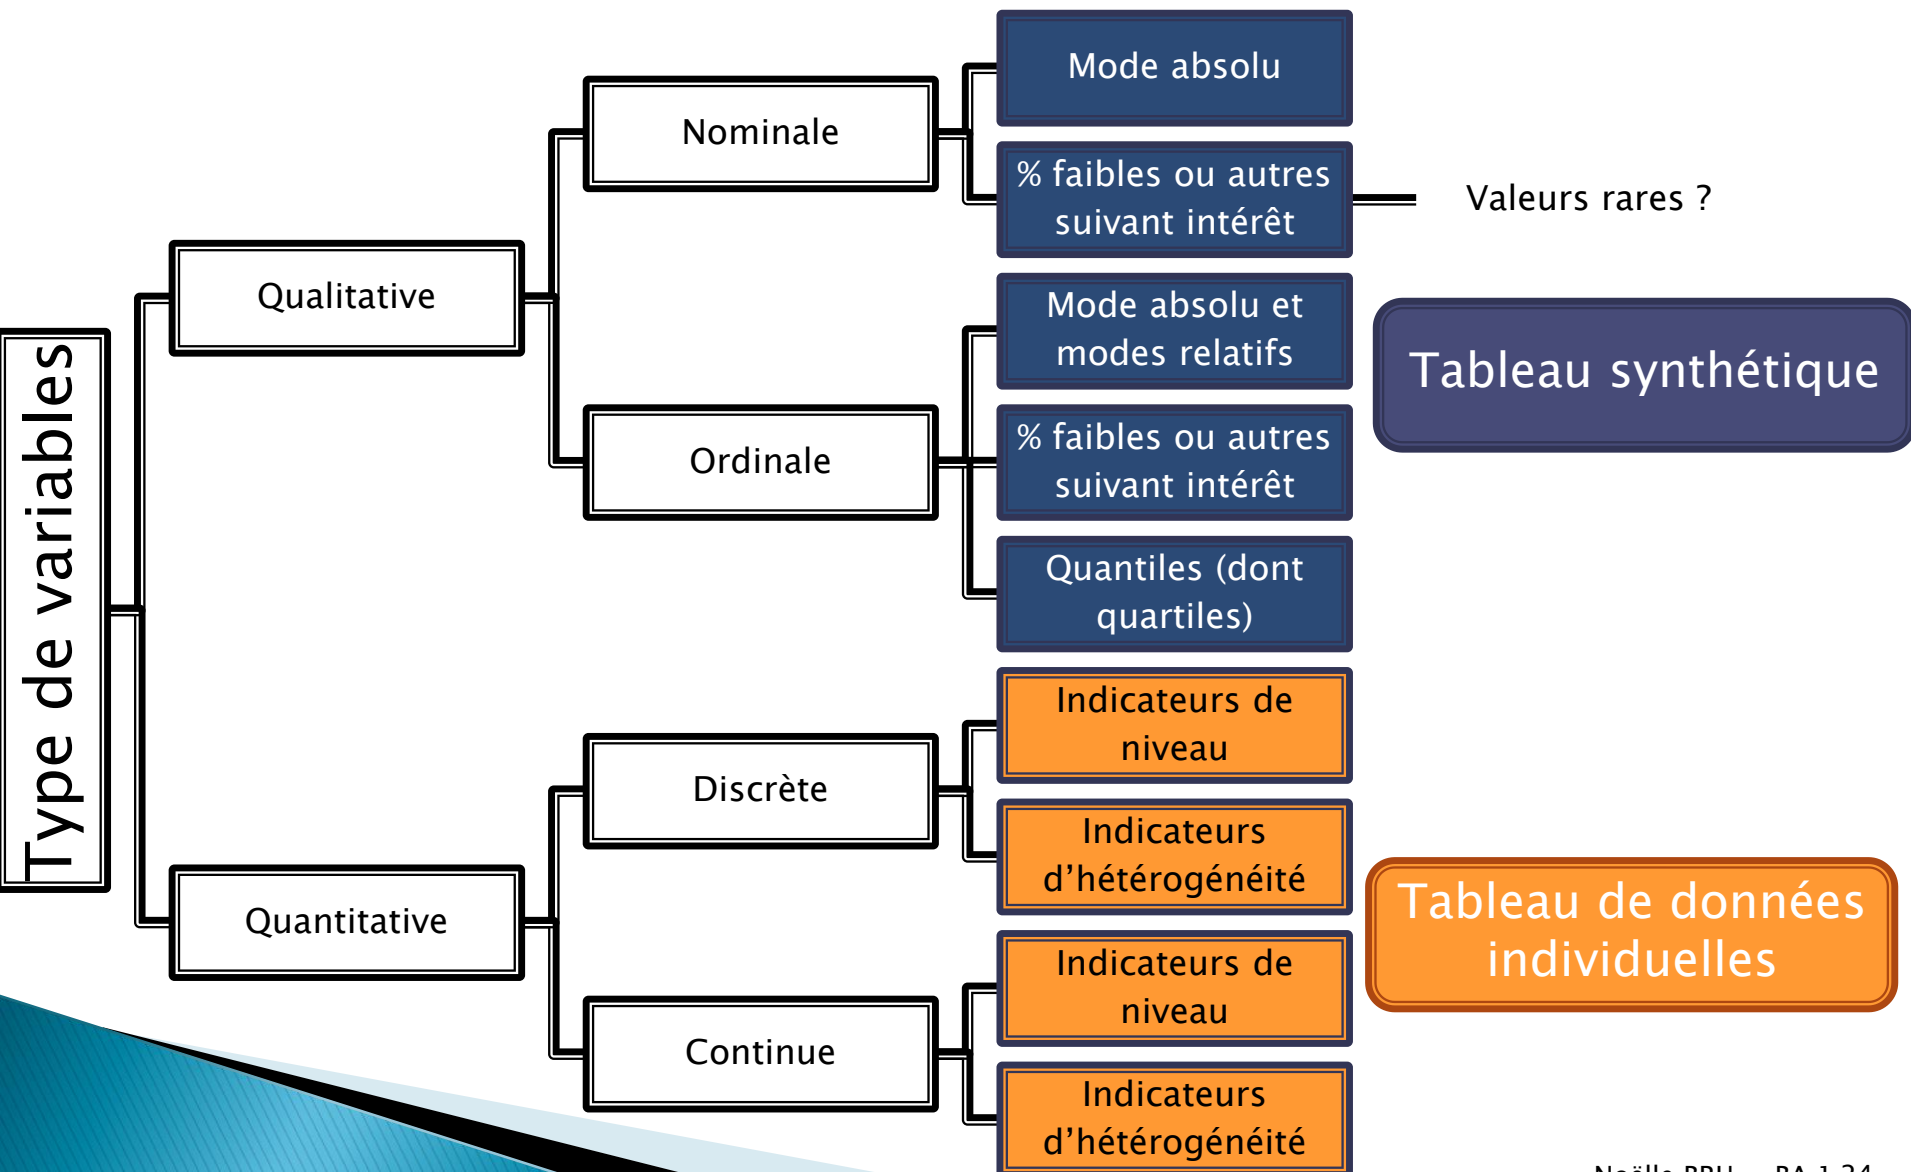 Type de variables
Qualitative
Nominale
Mode absolu
% faibles ou autres
suivant intérêt
Valeurs rares ?
Ordinale
Mode absolu et
modes relatifs
% faibles ou autres
suivant intérêt
Quantiles (dont
quartiles)
Tableau synthétique
Quantitative
Discrète
Indicateurs de
niveau
Indicateurs
d'hétérogénéité
Continue
Indicateurs de
niveau
Indicateurs
d'hétérogénéité
Tableau de données
individuelles
Noëlle